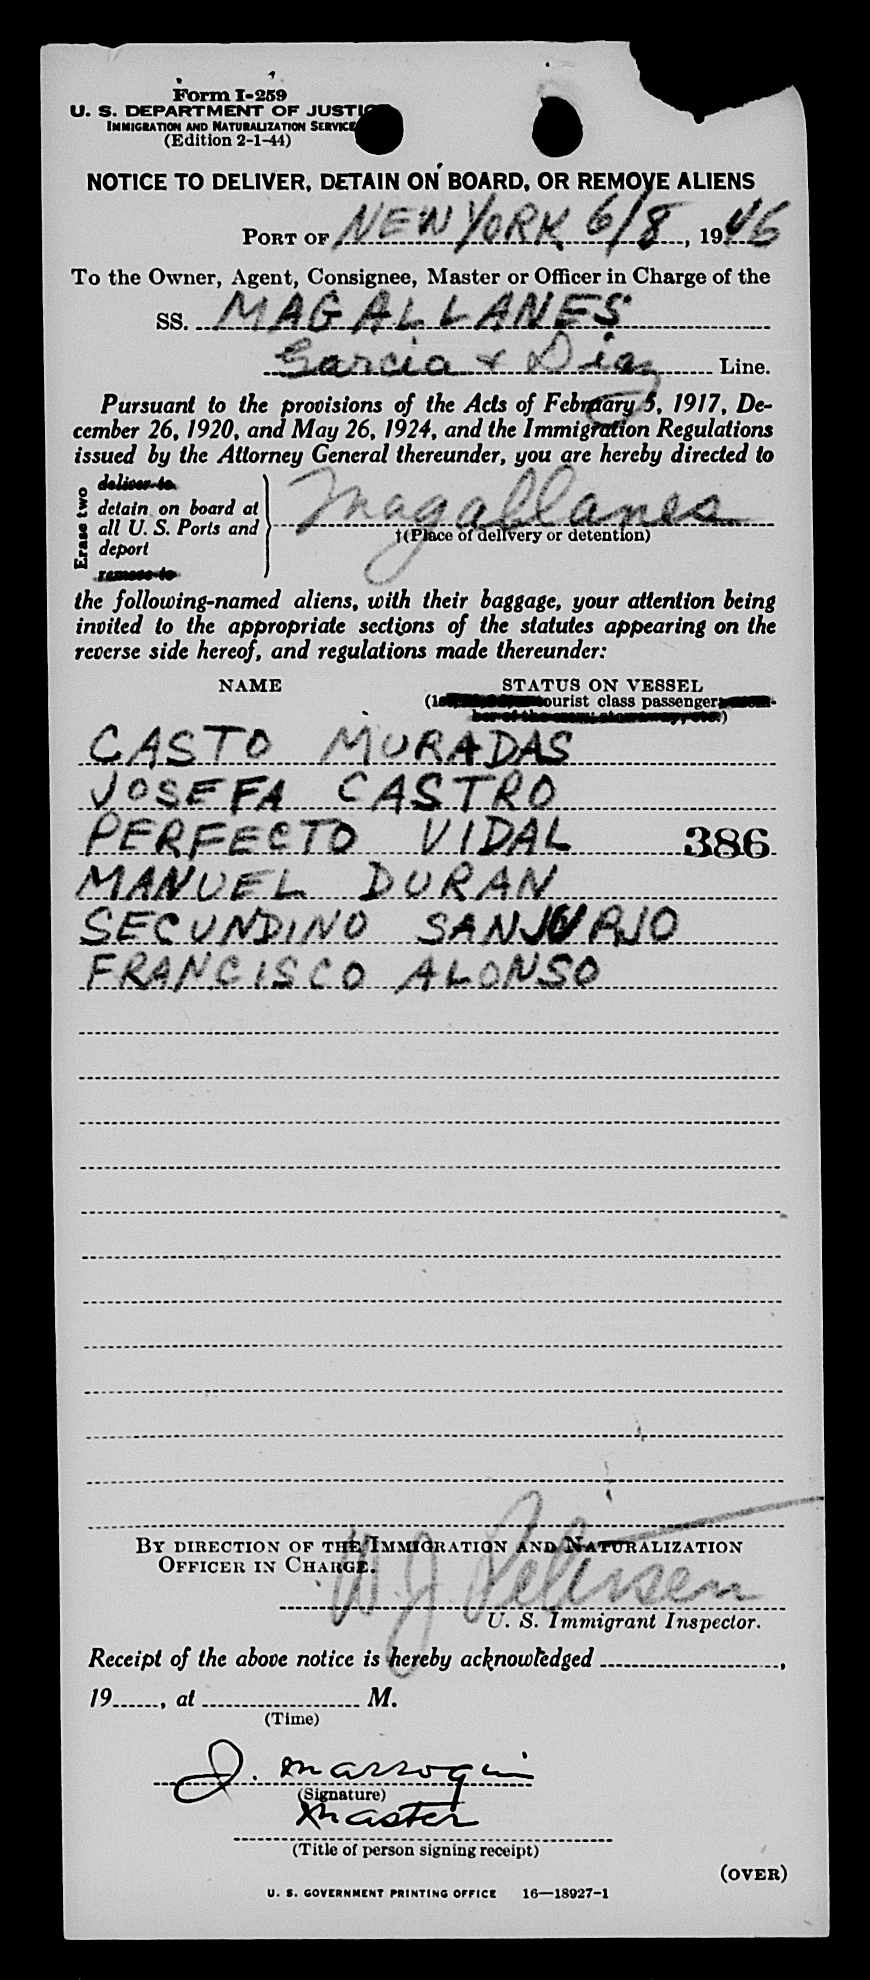 Form I-259
U. S. DEPARTMENT OF JUSTICE
IMMIGRATION AND NATURALIZATION SERVICE
(Edition 2-1-44)
NOTICE TO DELIVER, DETAIN ON BOARD, OR REMOVE ALIENS
PORT OF NEW YORK 6/8, 1946
To the Owner, Agent, Consignee, Master or Officer in Charge of the
SS. MAGALLANES
Garcia & Diaz Line.
Pursuant to the provisions of the Acts of February 5, 1917, De-
cember 26, 1920, and May 26, 1924, and the Immigration Regulations
issued by the Attorney General thereunder, you are hereby directed to
Erase two
deliver to
detain on board at
all U. S. Ports and
deport
remove to
Magallanes
†(Place of delivery or detention)
the following-named aliens, with their baggage, your attention being
invited to the appropriate sections of the statutes appearing on the
reverse side hereof, and regulations made thereunder:
NAME STATUS ON VESSEL
tourist class passenger
CASTO MURADAS
JOSEFA CASTRO
PERFECTO VIDAL 386
MANUEL DURAN
SECUNDINO SANJURJO
FRANCISCO ALONSO
BY DIRECTION OF THE IMMIGRATION AND NATURALIZATION
OFFICER IN CHARGE.
W J Petersen
U. S. Immigrant Inspector.
Receipt of the above notice is hereby acknowledged ,
19 , at M.
(Time)
J. Marroquin
(Signature)
Master
(Title of person signing receipt)
(OVER)
U. S. GOVERNMENT PRINTING OFFICE 16—18927-1